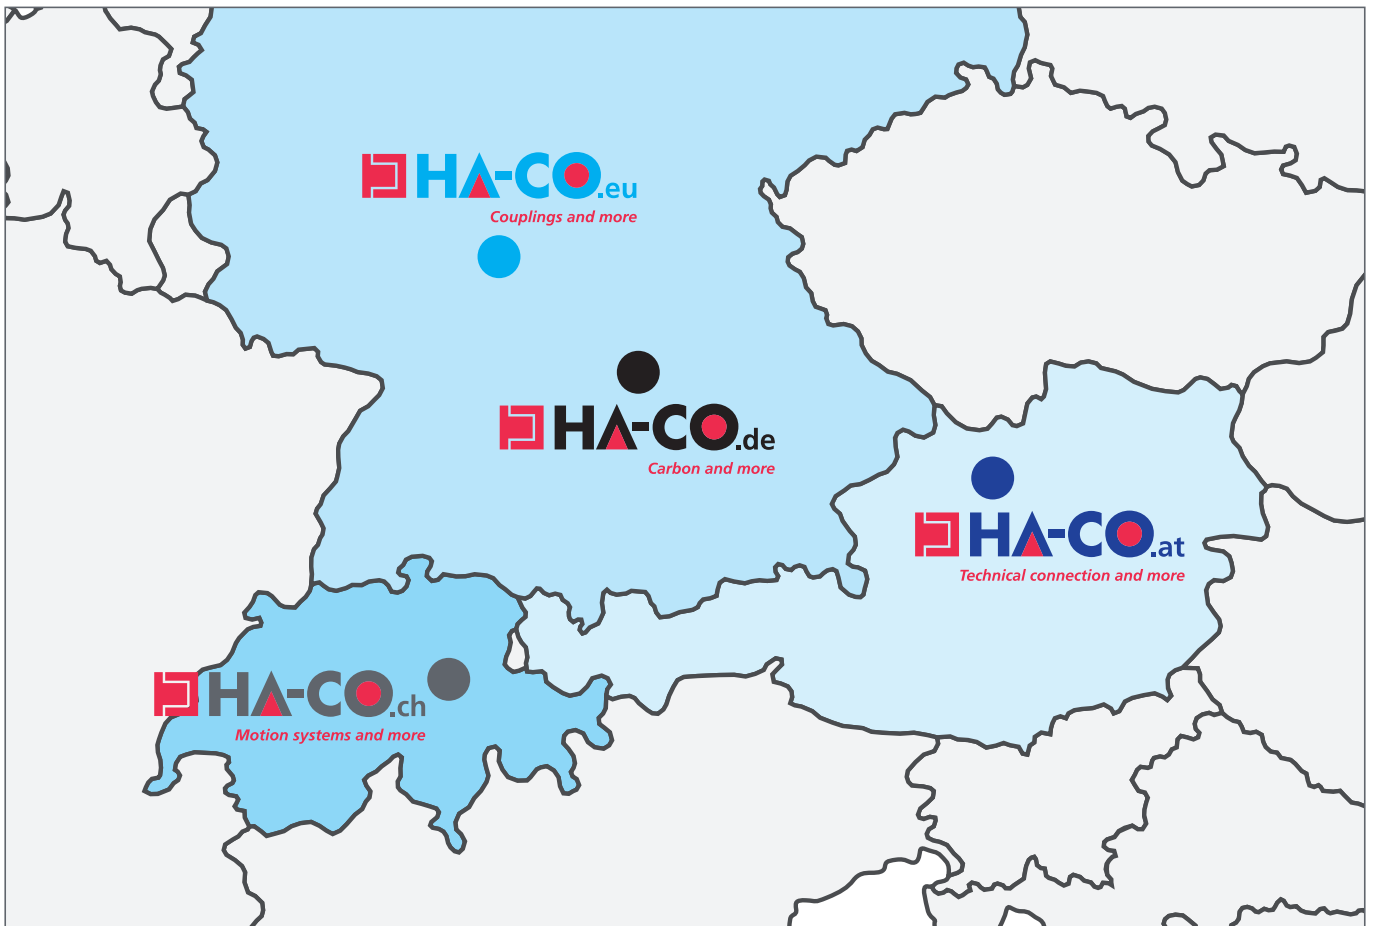 HA-CO.eu
Couplings and more
HA-CO.de
Carbon and more
HA-CO.at
Technical connection and more
HA-CO.ch
Motion systems and more